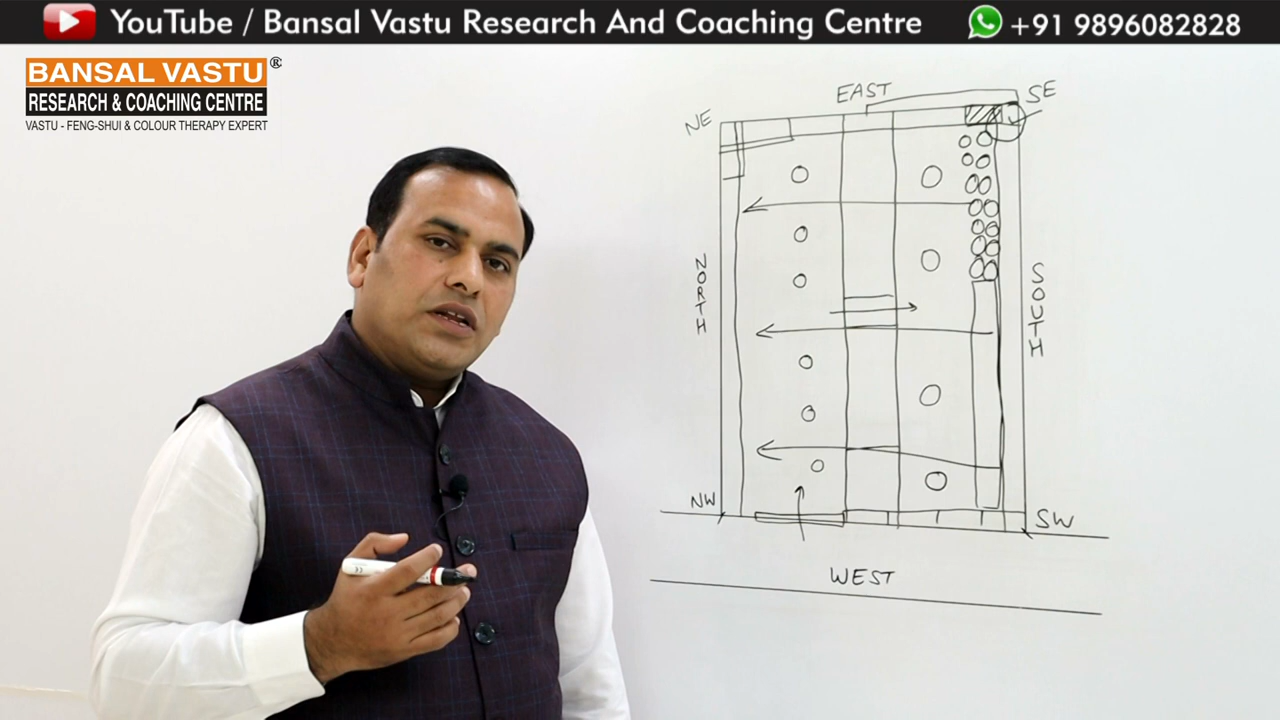 YouTube / Bansal Vastu Research And Coaching Centre
+91 9896082828
BANSAL VASTU®
RESEARCH & COACHING CENTRE
VASTU - FENG-SHUI & COLOUR THERAPY EXPERT
EAST
SE
NE
NORTH
SOUTH
NW
SW
WEST